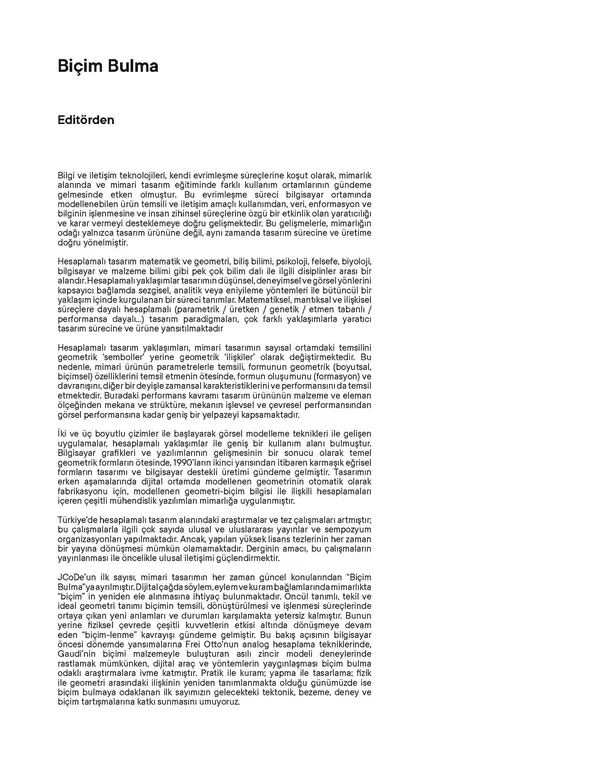 Biçim Bulma
Editörden
Bilgi ve iletişim teknolojileri, kendi evrimleşme süreçlerine koşut olarak, mimarlık
alanında ve mimari tasarım eğitiminde farklı kullanım ortamlarının gündeme
gelmesinde etken olmuştur. Bu evrimleşme süreci bilgisayar ortamında
modellenebilen ürün temsili ve iletişim amaçlı kullanımdan, veri, enformasyon ve
bilginin işlenmesine ve insan zihinsel süreçlerine özgü bir etkinlik olan yaratıcılığı
ve karar vermeyi desteklemeye doğru gelişmektedir. Bu gelişmelerle, mimarlığın
odağı yalnızca tasarım ürününe değil, aynı zamanda tasarım sürecine ve üretime
doğru yönelmiştir.
Hesaplamalı tasarım matematik ve geometri, biliş bilimi, psikoloji, felsefe, biyoloji,
bilgisayar ve malzeme bilimi gibi pek çok bilim dalı ile ilgili disiplinler arası bir
alandır. Hesaplamalı yaklaşımlar tasarımın düşünsel, deneyimsel ve görsel yönlerini
kapsayıcı bağlamda sezgisel, analitik veya eniyileme yöntemleri ile bütüncül bir
yaklaşım içinde kurgulanan bir süreci tanımlar. Matematiksel, mantıksal ve ilişkisel
süreçlere dayalı hesaplamalı (parametrik / üretken / genetik / etmen tabanlı /
performansa dayalı...) tasarım paradigmaları, çok farklı yaklaşımlarla yaratıcı
tasarım sürecine ve ürüne yansıtılmaktadır
Hesaplamalı tasarım yaklaşımları, mimari tasarımın sayısal ortamdaki temsilini
geometrik ‘semboller’ yerine geometrik ‘ilişkiler’ olarak değiştirmektedir. Bu
nedenle, mimari ürünün parametrelerle temsili, formunun geometrik (boyutsal,
biçimsel) özelliklerini temsil etmenin ötesinde, formun oluşumunu (formasyon) ve
davranışını, diğer bir deyişle zamansal karakteristiklerini ve performansını da temsil
etmektedir. Buradaki performans kavramı tasarım ürününün malzeme ve eleman
ölçeğinden mekana ve strüktüre, mekanın işlevsel ve çevresel performansından
görsel performansına kadar geniş bir yelpazeyi kapsamaktadır.
İki ve üç boyutlu çizimler ile başlayarak görsel modelleme teknikleri ile gelişen
uygulamalar, hesaplamalı yaklaşımlar ile geniş bir kullanım alanı bulmuştur.
Bilgisayar grafikleri ve yazılımlarının gelişmesinin bir sonucu olarak temel
geometrik formların ötesinde, 1990’ların ikinci yarısından itibaren karmaşık eğrisel
formların tasarımı ve bilgisayar destekli üretimi gündeme gelmiştir. Tasarımın
erken aşamalarında dijital ortamda modellenen geometrinin otomatik olarak
fabrikasyonu için, modellenen geometri-biçim bilgisi ile ilişkili hesaplamaları
içeren çeşitli mühendislik yazılımları mimarlığa uygulanmıştır.
Türkiye’de hesaplamalı tasarım alanındaki araştırmalar ve tez çalışmaları artmıştır;
bu çalışmalarla ilgili çok sayıda ulusal ve uluslararası yayınlar ve sempozyum
organizasyonları yapılmaktadır. Ancak, yapılan yüksek lisans tezlerinin her zaman
bir yayına dönüşmesi mümkün olamamaktadır. Derginin amacı, bu çalışmaların
yayınlanması ile öncelikle ulusal iletişimi güçlendirmektir.
JCoDe’un ilk sayısı, mimari tasarımın her zaman güncel konularından “Biçim
Bulma”ya ayrılmıştır. Dijital çağda söylem, eylem ve kuram bağlamlarında mimarlıkta
“biçim” in yeniden ele alınmasına ihtiyaç bulunmaktadır. Öncül tanımlı, tekil ve
ideal geometri tanımı biçimin temsili, dönüştürülmesi ve işlenmesi süreçlerinde
ortaya çıkan yeni anlamları ve durumları karşılamakta yetersiz kalmıştır. Bunun
yerine fiziksel çevrede çeşitli kuvvetlerin etkisi altında dönüşmeye devam
eden “biçim-lenme” kavrayışı gündeme gelmiştir. Bu bakış açısının bilgisayar
öncesi dönemde yansımalarına Frei Otto’nun analog hesaplama tekniklerinde,
Gaudi’nin biçimi malzemeyle buluşturan asılı zincir modeli deneylerinde
rastlamak mümkünken, dijital araç ve yöntemlerin yaygınlaşması biçim bulma
odaklı araştırmalara ivme katmıştır. Pratik ile kuram; yapma ile tasarlama; fizik
ile geometri arasındaki ilişkinin yeniden tanımlanmakta olduğu günümüzde ise
biçim bulmaya odaklanan ilk sayımızın gelecekteki tektonik, bezeme, deney ve
biçim tartışmalarına katkı sunmasını umuyoruz.